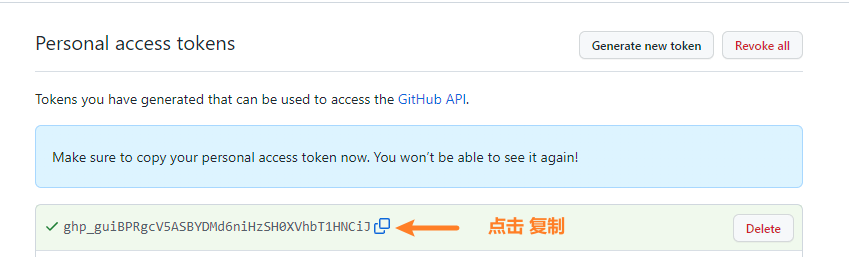 Personal access tokens Generate new token Revoke all
Tokens you have generated that can be used to access the GitHub API.
Make sure to copy your personal access token now. You won’t be able to see it again!
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 点击 复制 Delete